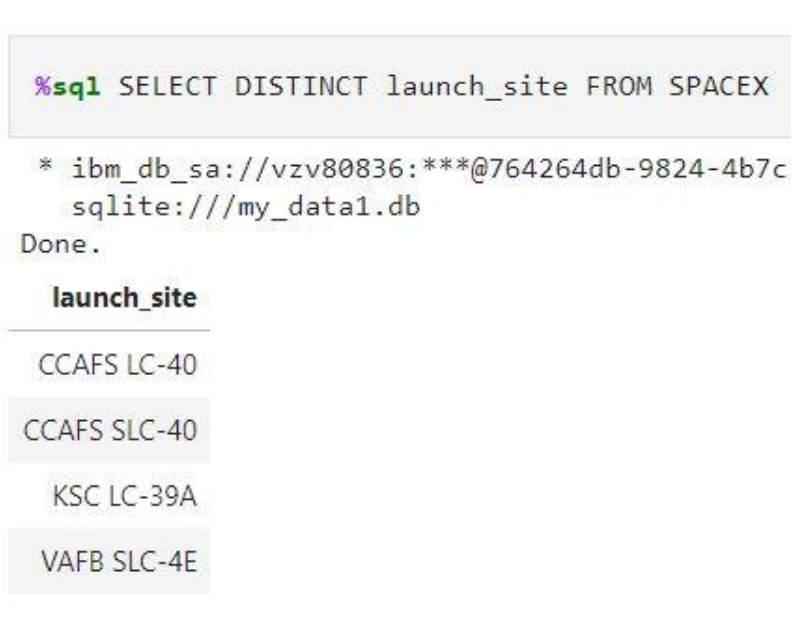 %sql SELECT DISTINCT launch_site FROM SPACEX
* ibm_db_sa://vzv80836:***@764264db-9824-4b7c
sqlite:///my_data1.db
Done.
launch_site
CCAFS LC-40
CCAFS SLC-40
KSC LC-39A
VAFB SLC-4E